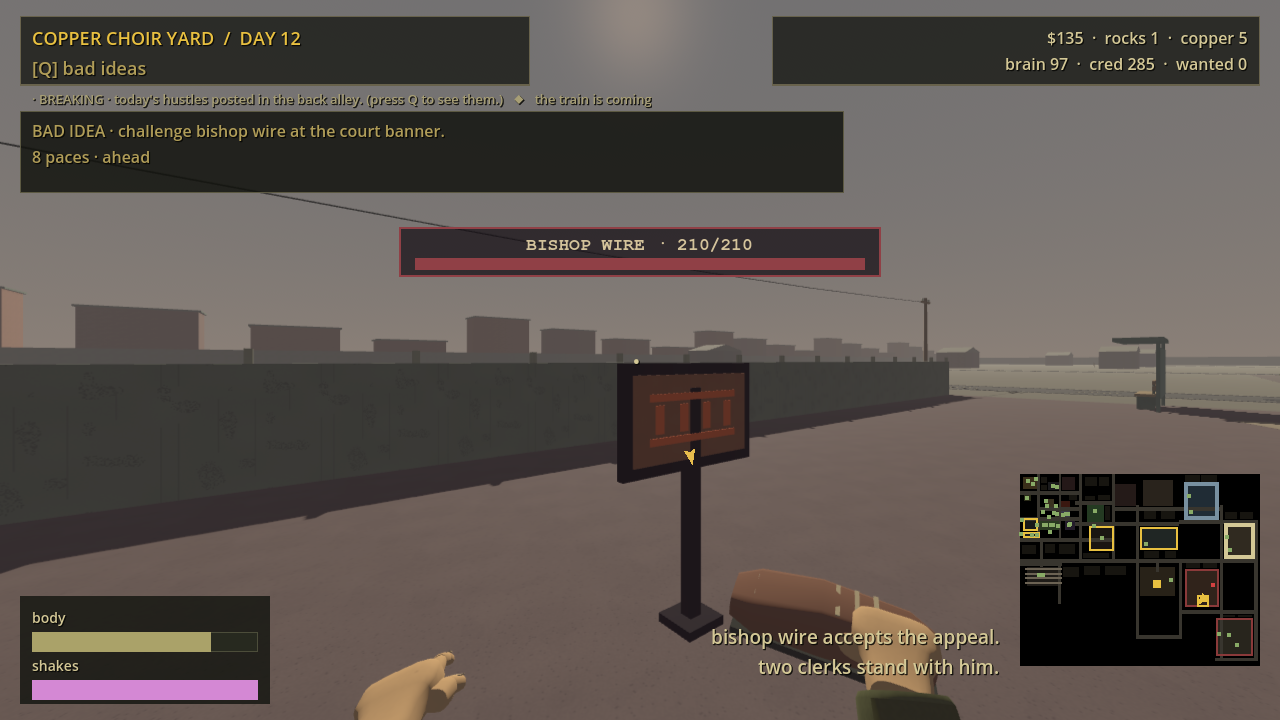 COPPER CHOIR YARD / DAY 12
[Q] bad ideas
$135 · rocks 1 · copper 5
brain 97 · cred 285 · wanted 0
· BREAKING · today's hustles posted in the back alley. (press Q to see them.) ◆ the train is coming
BAD IDEA · challenge bishop wire at the court banner.
8 paces · ahead
BISHOP WIRE · 210/210
bishop wire accepts the appeal.
two clerks stand with him.
body
shakes